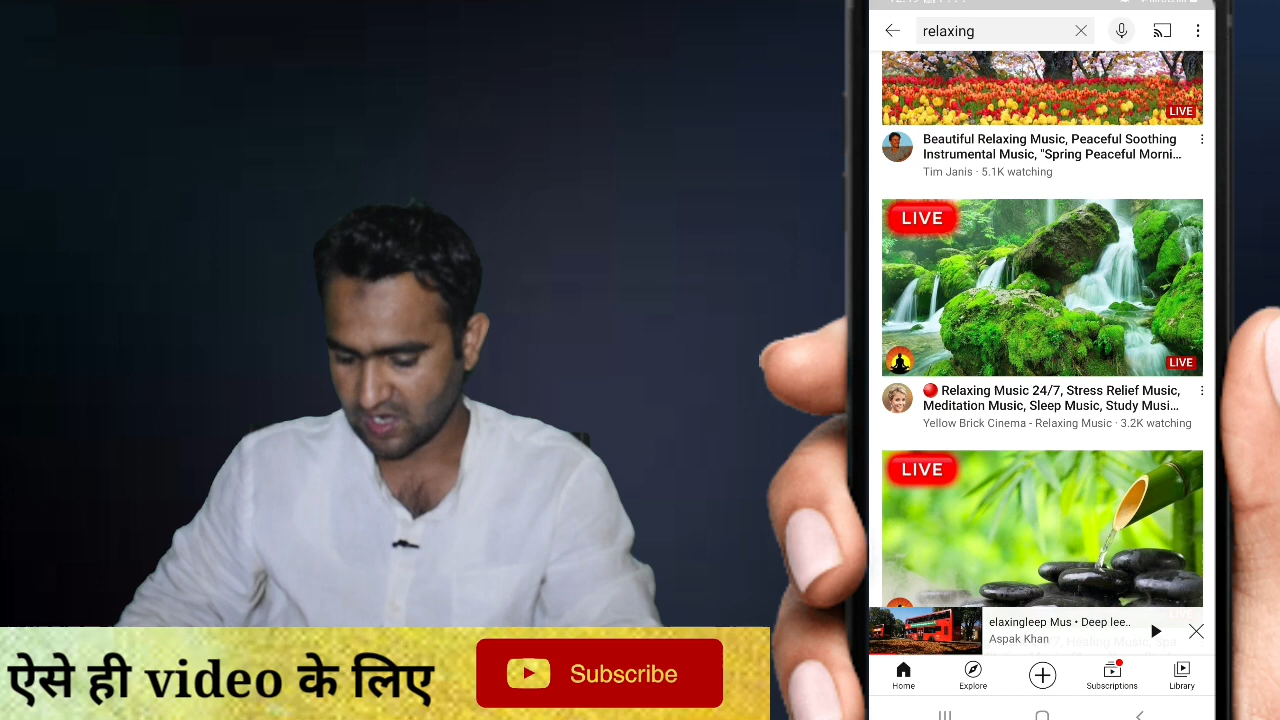 relaxing
LIVE
Beautiful Relaxing Music, Peaceful Soothing
Instrumental Music, "Spring Peaceful Morni...
Tim Janis · 5.1K watching
LIVE
LIVE
Relaxing Music 24/7, Stress Relief Music,
Meditation Music, Sleep Music, Study Musi...
Yellow Brick Cinema - Relaxing Music · 3.2K watching
LIVE
elaxingleep Mus • Deep lee..
Aspak Khan
Home
Explore
Subscriptions
Library
ऐसे ही video के लिए
Subscribe